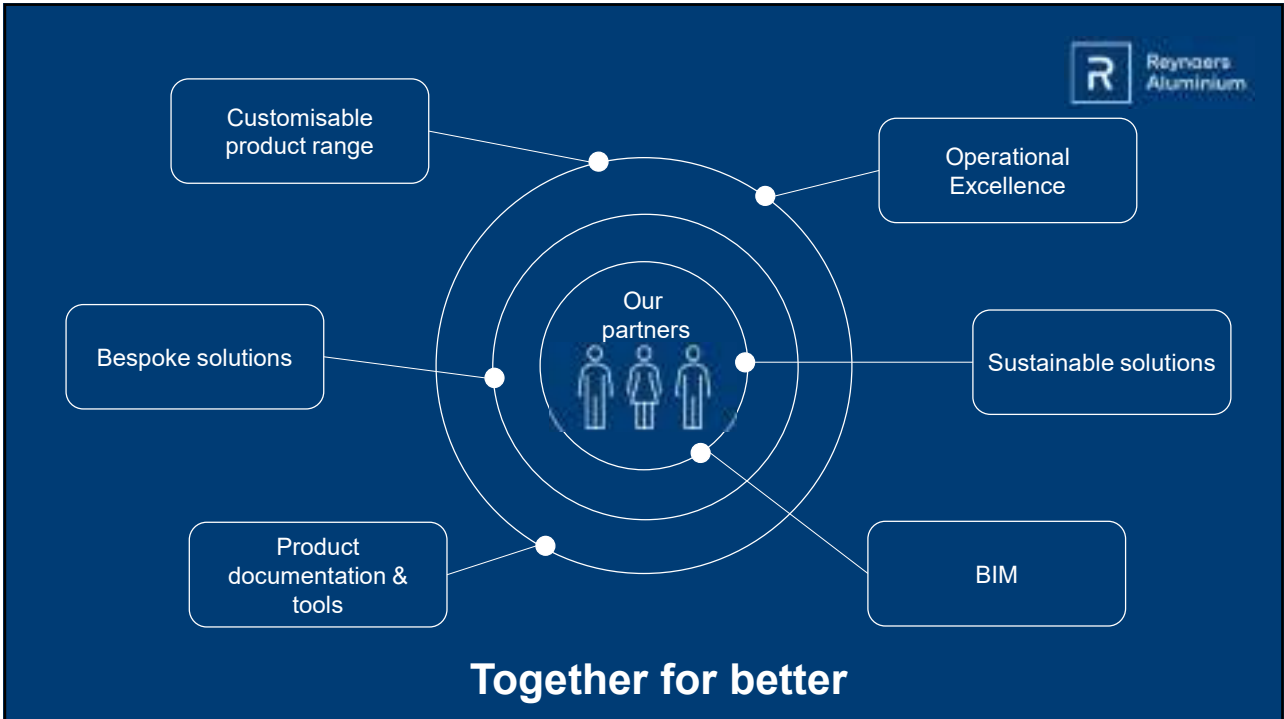 Reynaers
Aluminium
Customisable
product range
Operational
Excellence
Our
partners
Bespoke solutions
Sustainable solutions
Product
documentation &
tools
BIM
Together for better